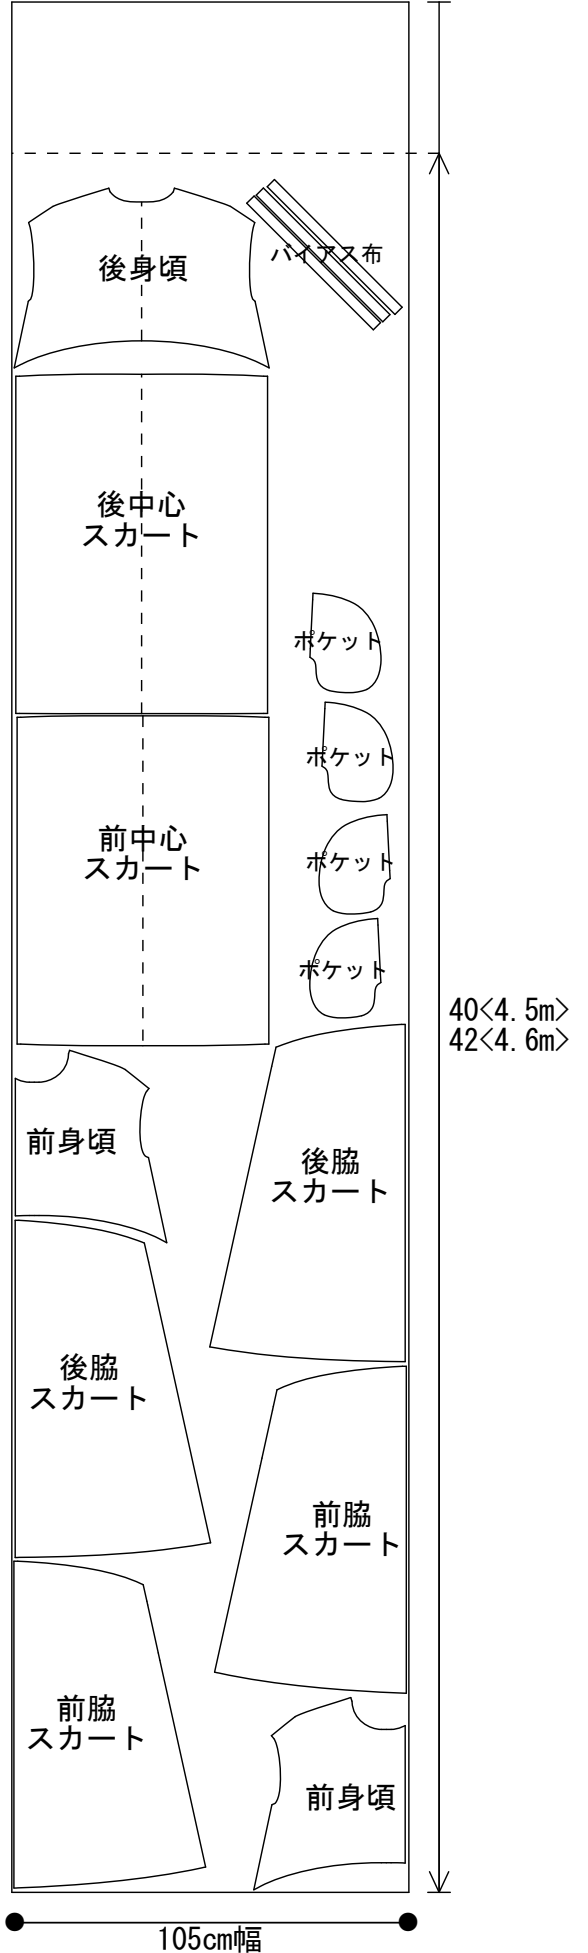 バイアス布
後身頃
後中心
スカート
ポケット
ポケット
前中心
スカート
ポケット
ポケット
40<4.5m>
42<4.6m>
前身頃
後脇
スカート
後脇
スカート
前脇
スカート
前脇
スカート
前身頃
105cm幅